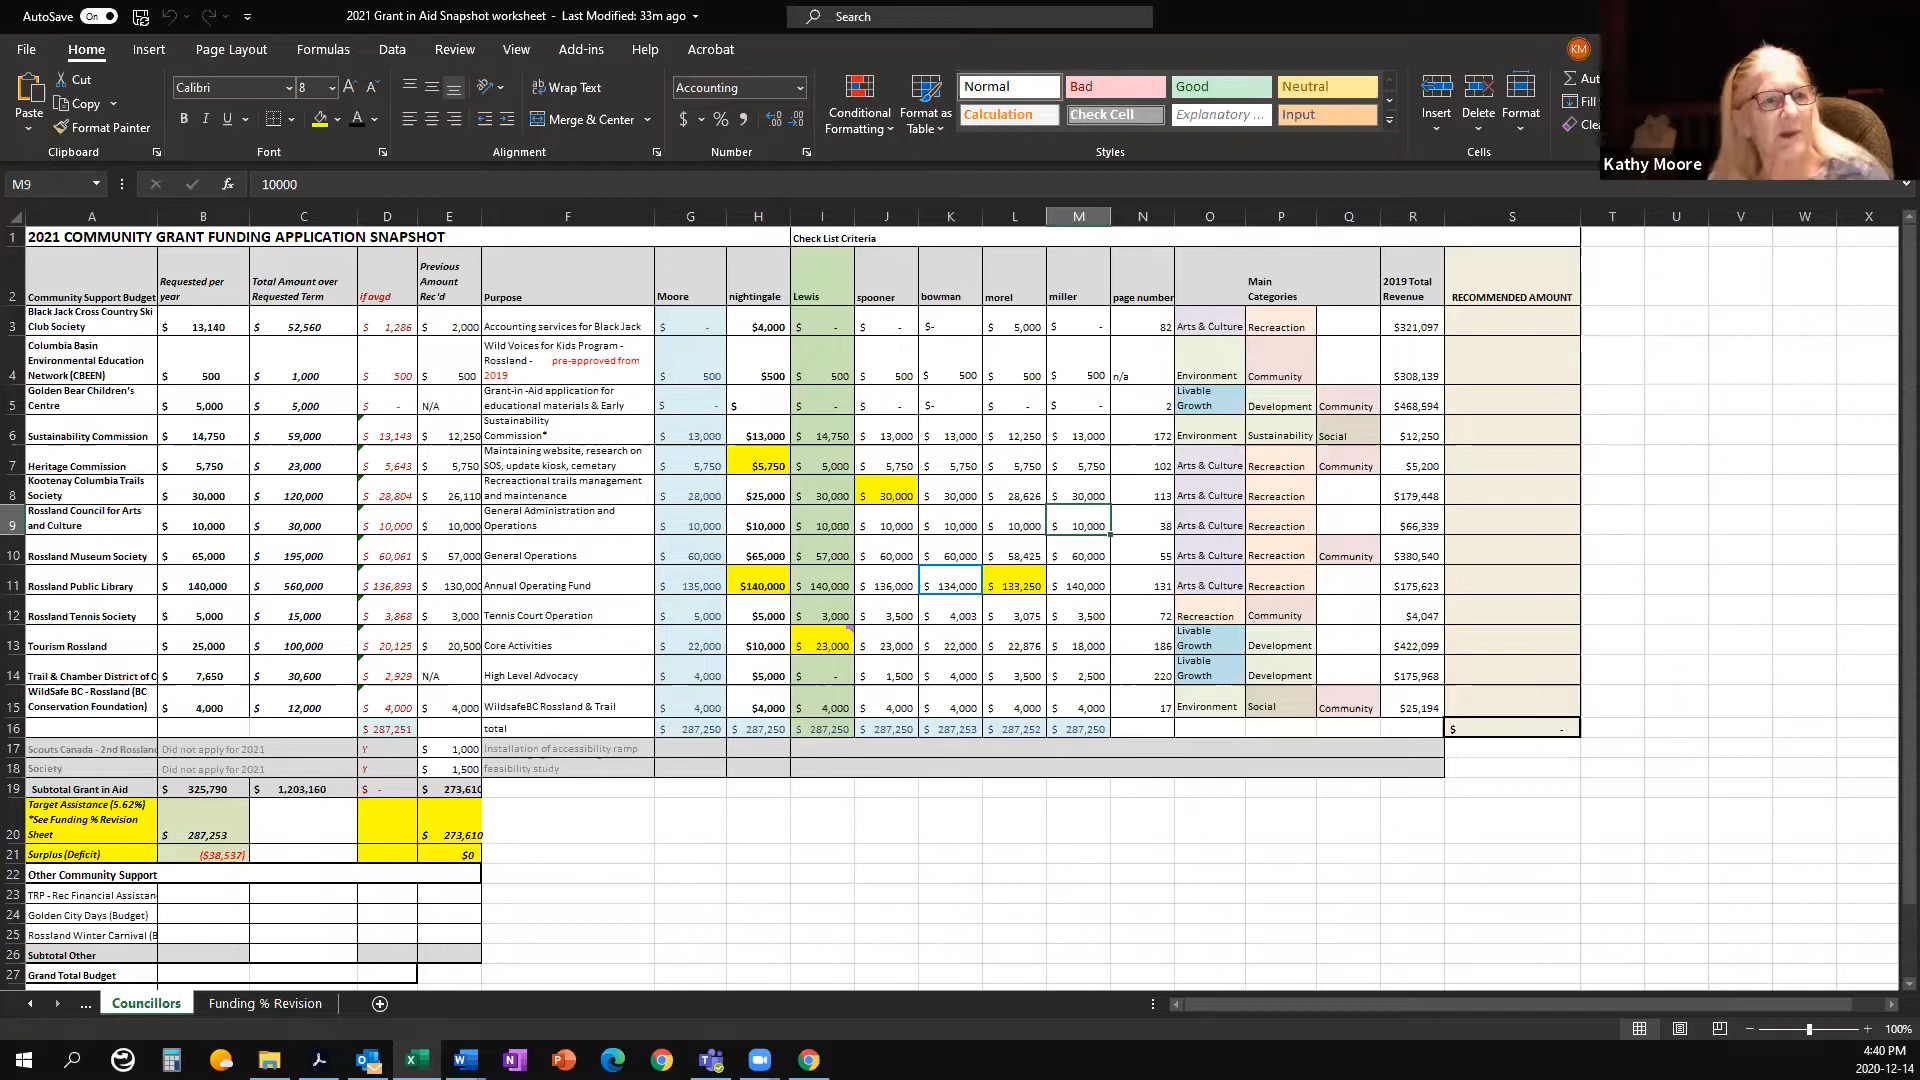 AutoSave On 2021 Grant in Aid Snapshot worksheet - Last Modified: 33m ago Search
File Home Insert Page Layout Formulas Data Review View Add-ins Help Acrobat KM
Paste Cut Copy Format Painter Clipboard
Calibri 8 A A B I U A Font
Wrap Text Merge & Center Alignment
Accounting $ % Number
Conditional Formatting Format as Table
Normal Bad Good Neutral
Calculation Check Cell Explanatory ... Input
Styles
Insert Delete Format Cells
Aut
Fill
Clea
Kathy Moore
M9 fx 10000
A B C D E F G H I J K L M N O P Q R S T U V W X
1 2021 COMMUNITY GRANT FUNDING APPLICATION SNAPSHOT Check List Criteria
2 Community Support Budget Requested per year Total Amount over Requested Term if avgd Previous Amount Rec'd Purpose Moore nightingale Lewis spooner bowman morel miller page number Main Categories 2019 Total Revenue RECOMMENDED AMOUNT
3 Black Jack Cross Country Ski Club Society $ 13,140 $ 52,560 $ 1,286 $ 2,000 Accounting services for Black Jack $ - $4,000 $ - $ - $- $ 5,000 $ - 82 Arts & Culture Recreaction $321,097
4 Columbia Basin Environmental Education Network (CBEEN) $ 500 $ 1,000 $ 500 $ 500 Wild Voices for Kids Program - Rossland - pre-approved from 2019 $ 500 $500 $ 500 $ 500 $ 500 $ 500 $ 500 n/a Environment Community $308,139
5 Golden Bear Children's Centre $ 5,000 $ 5,000 $ - N/A Grant-in -Aid application for educational materials & Early $ - $ $ - $ - $- $ - $ - 2 Livable Growth Development Community $468,594
6 Sustainability Commission $ 14,750 $ 59,000 $ 13,143 $ 12,250 Sustainability Commission* $ 13,000 $13,000 $ 14,750 $ 13,000 $ 13,000 $ 12,250 $ 13,000 172 Environment Sustainability Social $12,250
7 Heritage Commission $ 5,750 $ 23,000 $ 5,643 $ 5,750 Maintaining website, research on SOS, update kiosk, cemetary $ 5,750 $5,750 $ 5,000 $ 5,750 $ 5,750 $ 5,750 $ 5,750 102 Arts & Culture Recreaction Community $5,200
8 Kootenay Columbia Trails Society $ 30,000 $ 120,000 $ 28,804 $ 26,110 Recreactional trails management and maintenance $ 28,000 $25,000 $ 30,000 $ 30,000 $ 30,000 $ 28,626 $ 30,000 113 Arts & Culture Recreaction $179,448
9 Rossland Council for Arts and Culture $ 10,000 $ 30,000 $ 10,000 $ 10,000 General Administration and Operations $ 10,000 $10,000 $ 10,000 $ 10,000 $ 10,000 $ 10,000 $ 10,000 38 Arts & Culture Recreaction $66,339
10 Rossland Museum Society $ 65,000 $ 195,000 $ 60,061 $ 57,000 General Operations $ 60,000 $65,000 $ 57,000 $ 60,000 $ 60,000 $ 58,425 $ 60,000 55 Arts & Culture Recreaction Community $380,540
11 Rossland Public Library $ 140,000 $ 560,000 $ 136,893 $ 130,000 Annual Operating Fund $ 135,000 $140,000 $ 140,000 $ 136,000 $ 134,000 $ 133,250 $ 140,000 131 Arts & Culture Recreaction $175,623
12 Rossland Tennis Society $ 5,000 $ 15,000 $ 3,868 $ 3,000 Tennis Court Operation $ 5,000 $5,000 $ 3,000 $ 3,500 $ 4,003 $ 3,075 $ 3,500 72 Recreaction Community $4,047
13 Tourism Rossland $ 25,000 $ 100,000 $ 20,125 $ 20,500 Core Activities $ 22,000 $10,000 $ 23,000 $ 23,000 $ 22,000 $ 22,876 $ 18,000 186 Livable Growth Development $422,099
14 Trail & Chamber District of C $ 7,650 $ 30,600 $ 2,929 N/A High Level Advocacy $ 4,000 $5,000 $ - $ 1,500 $ 4,000 $ 3,500 $ 2,500 220 Livable Growth Development $175,968
15 WildSafe BC - Rossland (BC Conservation Foundation) $ 4,000 $ 12,000 $ 4,000 $ 4,000 WildsafeBC Rossland & Trail $ 4,000 $4,000 $ 4,000 $ 4,000 $ 4,000 $ 4,000 $ 4,000 17 Environment Social Community $25,194
16 $ 287,251 total $ 287,250 $ 287,250 $ 287,250 $ 287,250 $ 287,253 $ 287,252 $ 287,250 $ -
17 Scouts Canada - 2nd Rossland Did not apply for 2021 Y $ 1,000 Installation of accessibility ramp
18 Society Did not apply for 2021 Y $ 1,500 feasibility study
19 Subtotal Grant in Aid $ 325,790 $ 1,203,160 $ - $ 273,610
20 Target Assistance (5.62%) *See Funding % Revision Sheet $ 287,253 $ 273,610
21 Surplus (Deficit) ($38,537) $0
22 Other Community Support
23 TRP - Rec Financial Assistan
24 Golden City Days (Budget)
25 Rossland Winter Carnival (B
26 Subtotal Other
27 Grand Total Budget
... Councillors Funding % Revision
100%
4:40 PM
2020-12-14